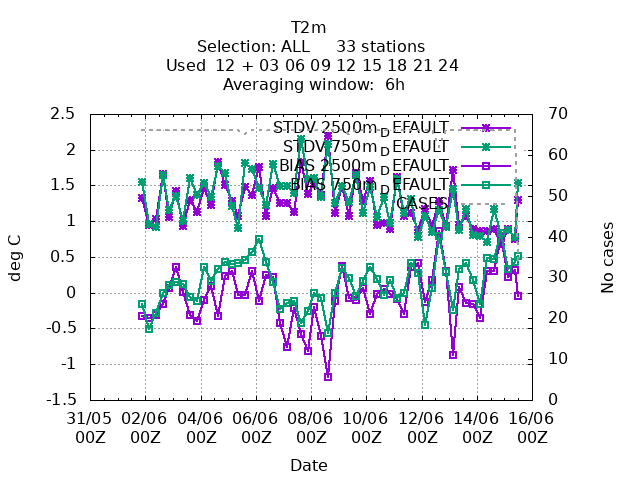 T2m
Selection: ALL 33 stations
Used 12 + 03 06 09 12 15 18 21 24
Averaging window: 6h
2.5 70
STDV 2500m_DEFAULT
STDV 750m_DEFAULT
2 60
BIAS 2500m_DEFAULT
BIAS 750m_DEFAULT
1.5 50
CASES
1 40
0.5 30
0 20
-0.5 10
-1 0
-1.5
deg C
No cases
31/05 02/06 04/06 06/06 08/06 10/06 12/06 14/06 16/06
00Z 00Z 00Z 00Z 00Z 00Z 00Z 00Z 00Z
Date